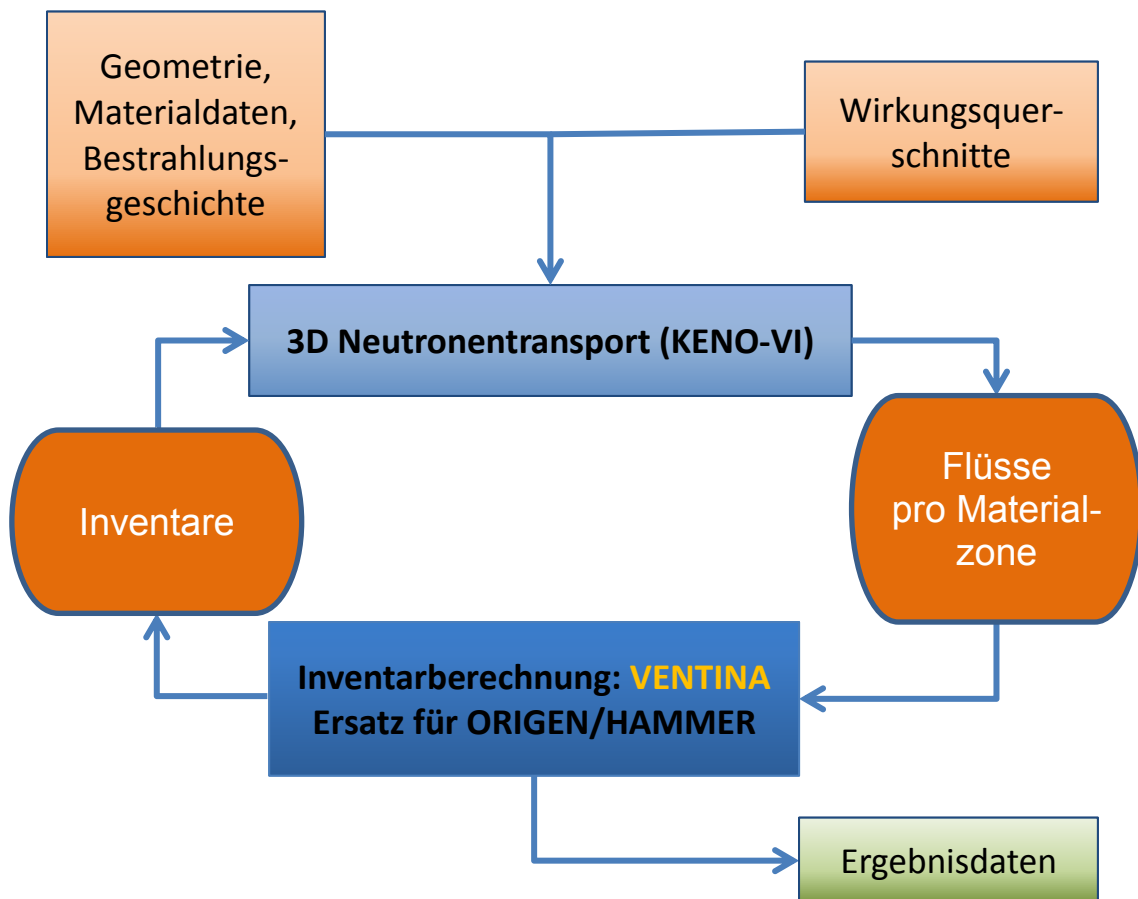 Geometrie,
Materialdaten,
Bestrahlungs-
geschichte
Wirkungsquer-
schnitte
3D Neutronentransport (KENO-VI)
Inventare
Flüsse
pro Material-
zone
Inventarberechnung: VENTINA
Ersatz für ORIGEN/HAMMER
Ergebnisdaten